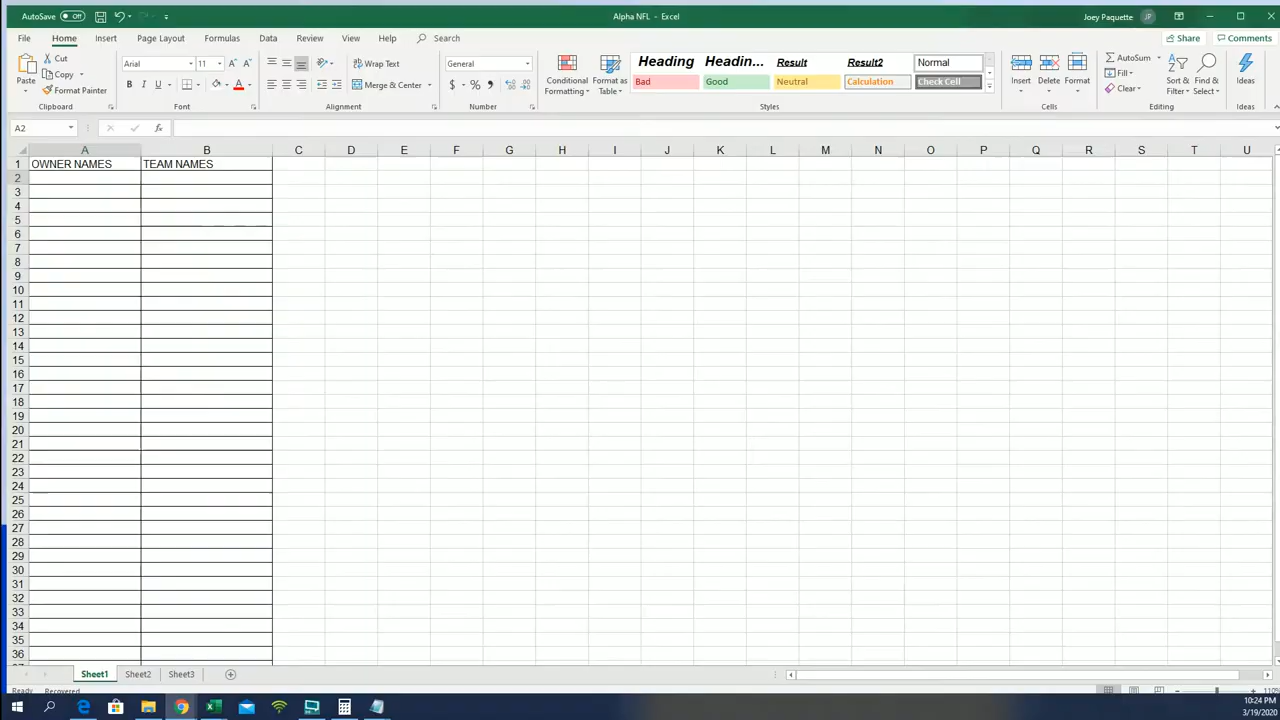 AutoSave Off Alpha NFL - Excel Joey Paquette JP
File Home Insert Page Layout Formulas Data Review View Help Search Share Comments
Paste Cut Copy Format Painter Clipboard
Arial 11 A A B I U A Font
Wrap Text Merge & Center Alignment
General $ % , Number
Conditional Formatting Format as Table
Heading Headin... Result Result2 Normal
Bad Good Neutral Calculation Check Cell
Styles
Insert Delete Format Cells
AutoSum Fill Clear Sort & Filter Find & Select Editing
Ideas Ideas
A2 fx
A B C D E F G H I J K L M N O P Q R S T U
1 OWNER NAMES TEAM NAMES
2
3
4
5
6
7
8
9
10
11
12
13
14
15
16
17
18
19
20
21
22
23
24
25
26
27
28
29
30
31
32
33
34
35
36
Sheet1 Sheet2 Sheet3
Ready Recovered
10:24 PM
3/19/2020